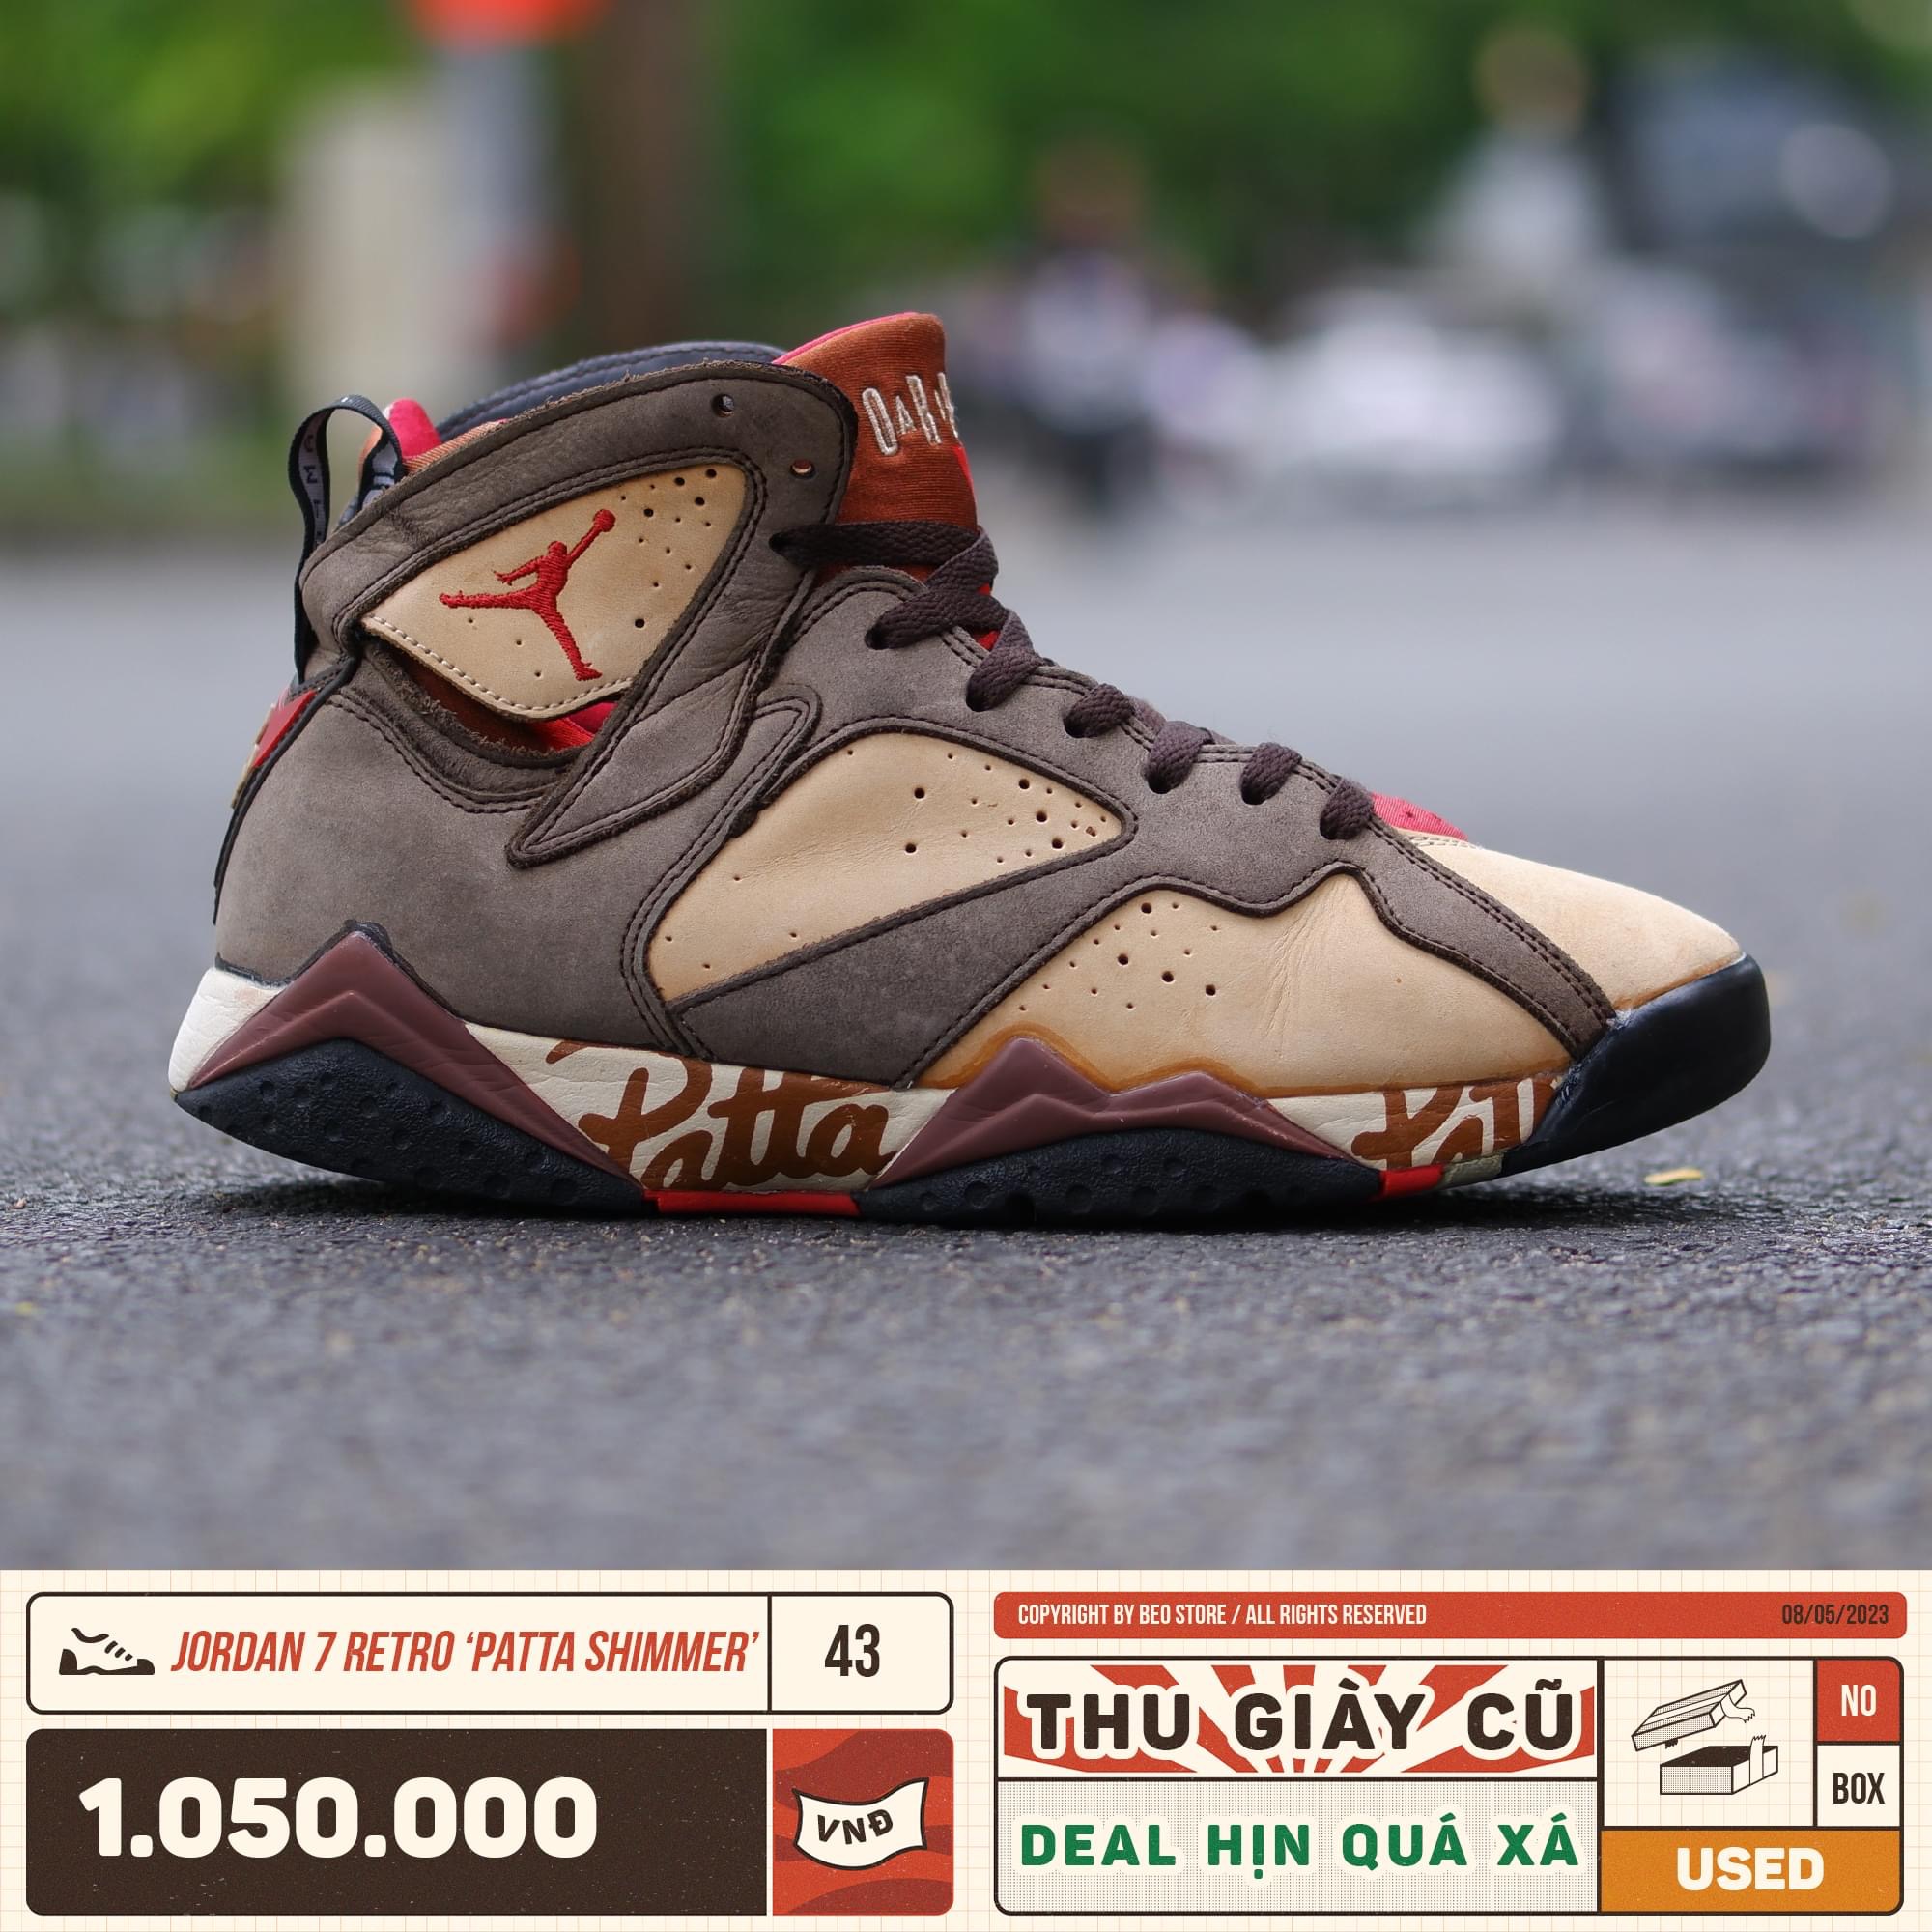 Patta
JORDAN 7 RETRO ‘PATTA SHIMMER’
43
1.050.000
VNĐ
COPYRIGHT BY BEO STORE / ALL RIGHTS RESERVED
08/05/2023
THU GIÀY CŨ
DEAL HỊN QUÁ XÁ
NO
BOX
USED